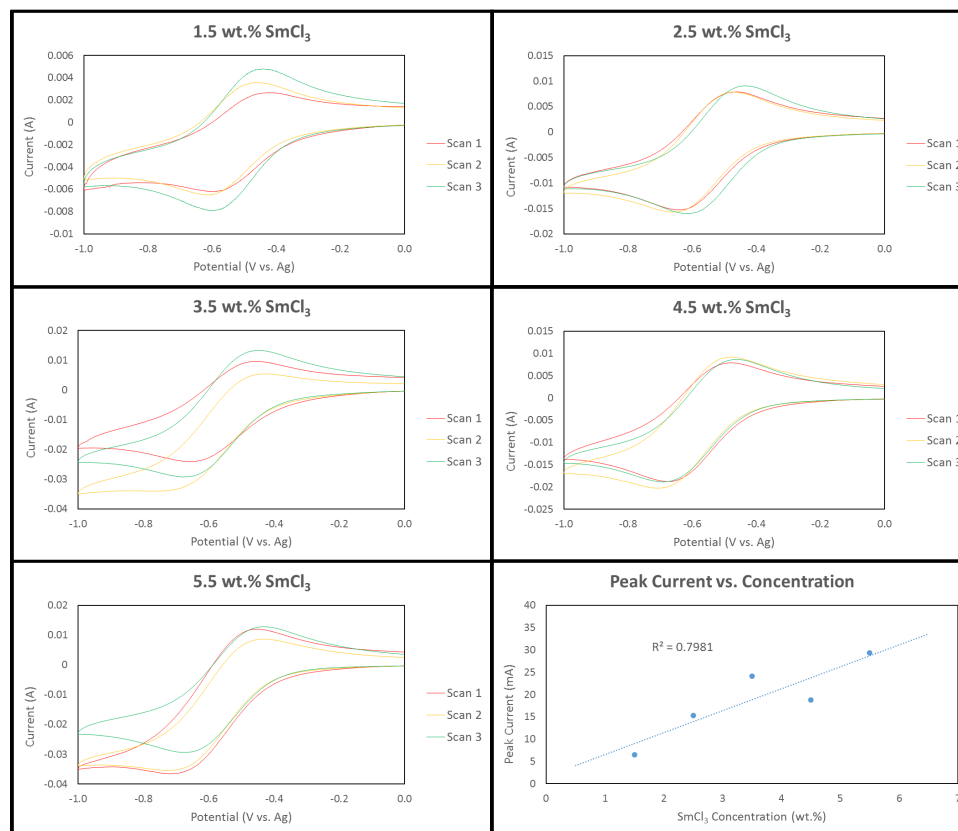 1.5 wt.% SmCl₃
0.006
0.004
0.002
0
-0.002
-0.004
-0.006
-0.008
-0.01
Current (A)
-1.0 -0.8 -0.6 -0.4 -0.2 0.0
Potential (V vs. Ag)
Scan 1
Scan 2
Scan 3
2.5 wt.% SmCl₃
0.015
0.01
0.005
0
-0.005
-0.01
-0.015
-0.02
Current (A)
-1.0 -0.8 -0.6 -0.4 -0.2 0.0
Potential (V vs. Ag)
Scan 1
Scan 2
Scan 3
3.5 wt.% SmCl₃
0.02
0.01
0
-0.01
-0.02
-0.03
-0.04
Current (A)
-1.0 -0.8 -0.6 -0.4 -0.2 0.0
Potential (V vs. Ag)
Scan 1
Scan 2
Scan 3
4.5 wt.% SmCl₃
0.015
0.01
0.005
0
-0.005
-0.01
-0.015
-0.02
-0.025
Current (A)
-1.0 -0.8 -0.6 -0.4 -0.2 0.0
Potential (V vs. Ag)
Scan 1
Scan 2
Scan 3
5.5 wt.% SmCl₃
0.02
0.01
0
-0.01
-0.02
-0.03
-0.04
Current (A)
-1.0 -0.8 -0.6 -0.4 -0.2 0.0
Potential (V vs. Ag)
Scan 1
Scan 2
Scan 3
Peak Current vs. Concentration
40
35
30
25
20
15
10
5
0
Peak Current (mA)
R² = 0.7981
0 1 2 3 4 5 6 7
SmCl₃ Concentration (wt.%)